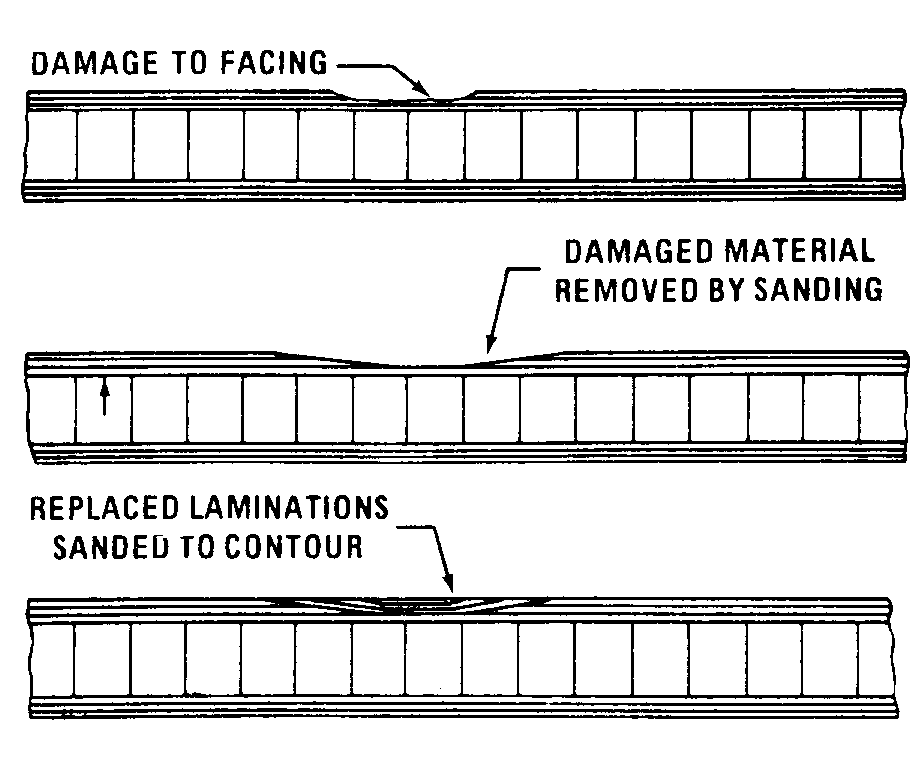 DAMAGE TO FACING
DAMAGED MATERIAL
REMOVED BY SANDING
REPLACED LAMINATIONS
SANDED TO CONTOUR